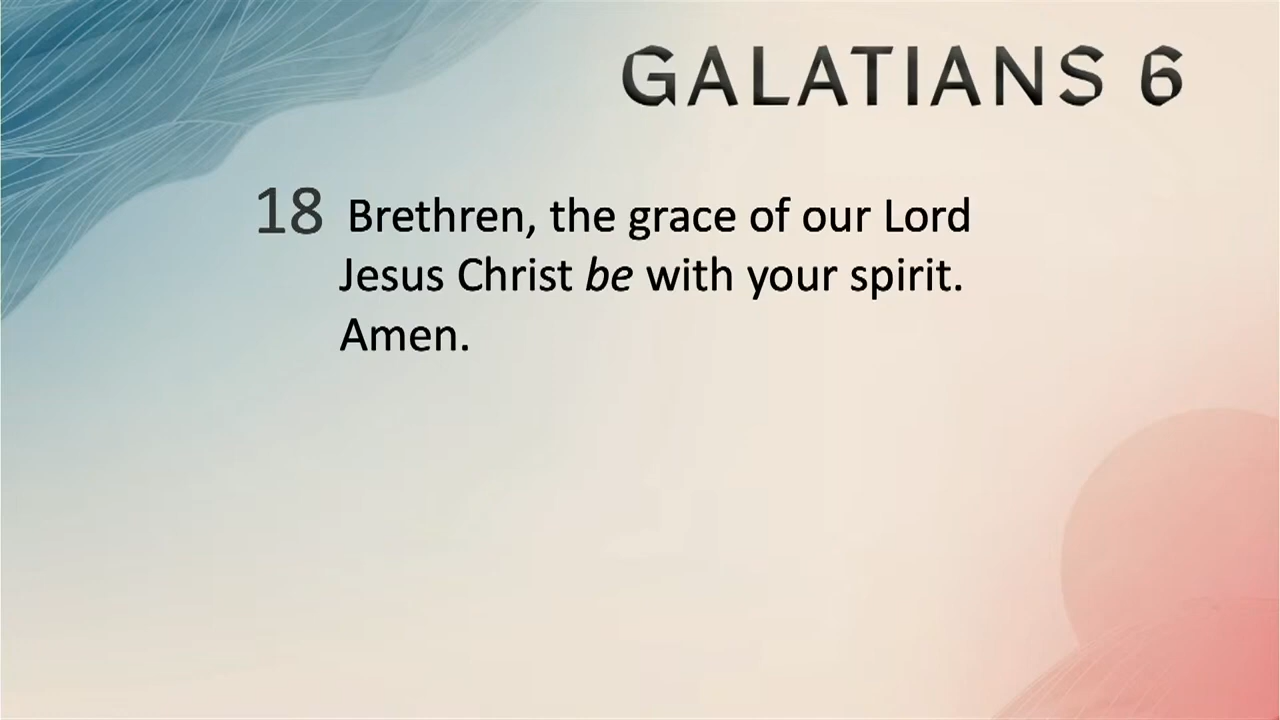 GALATIANS 6
18 Brethren, the grace of our Lord
Jesus Christ be with your spirit.
Amen.